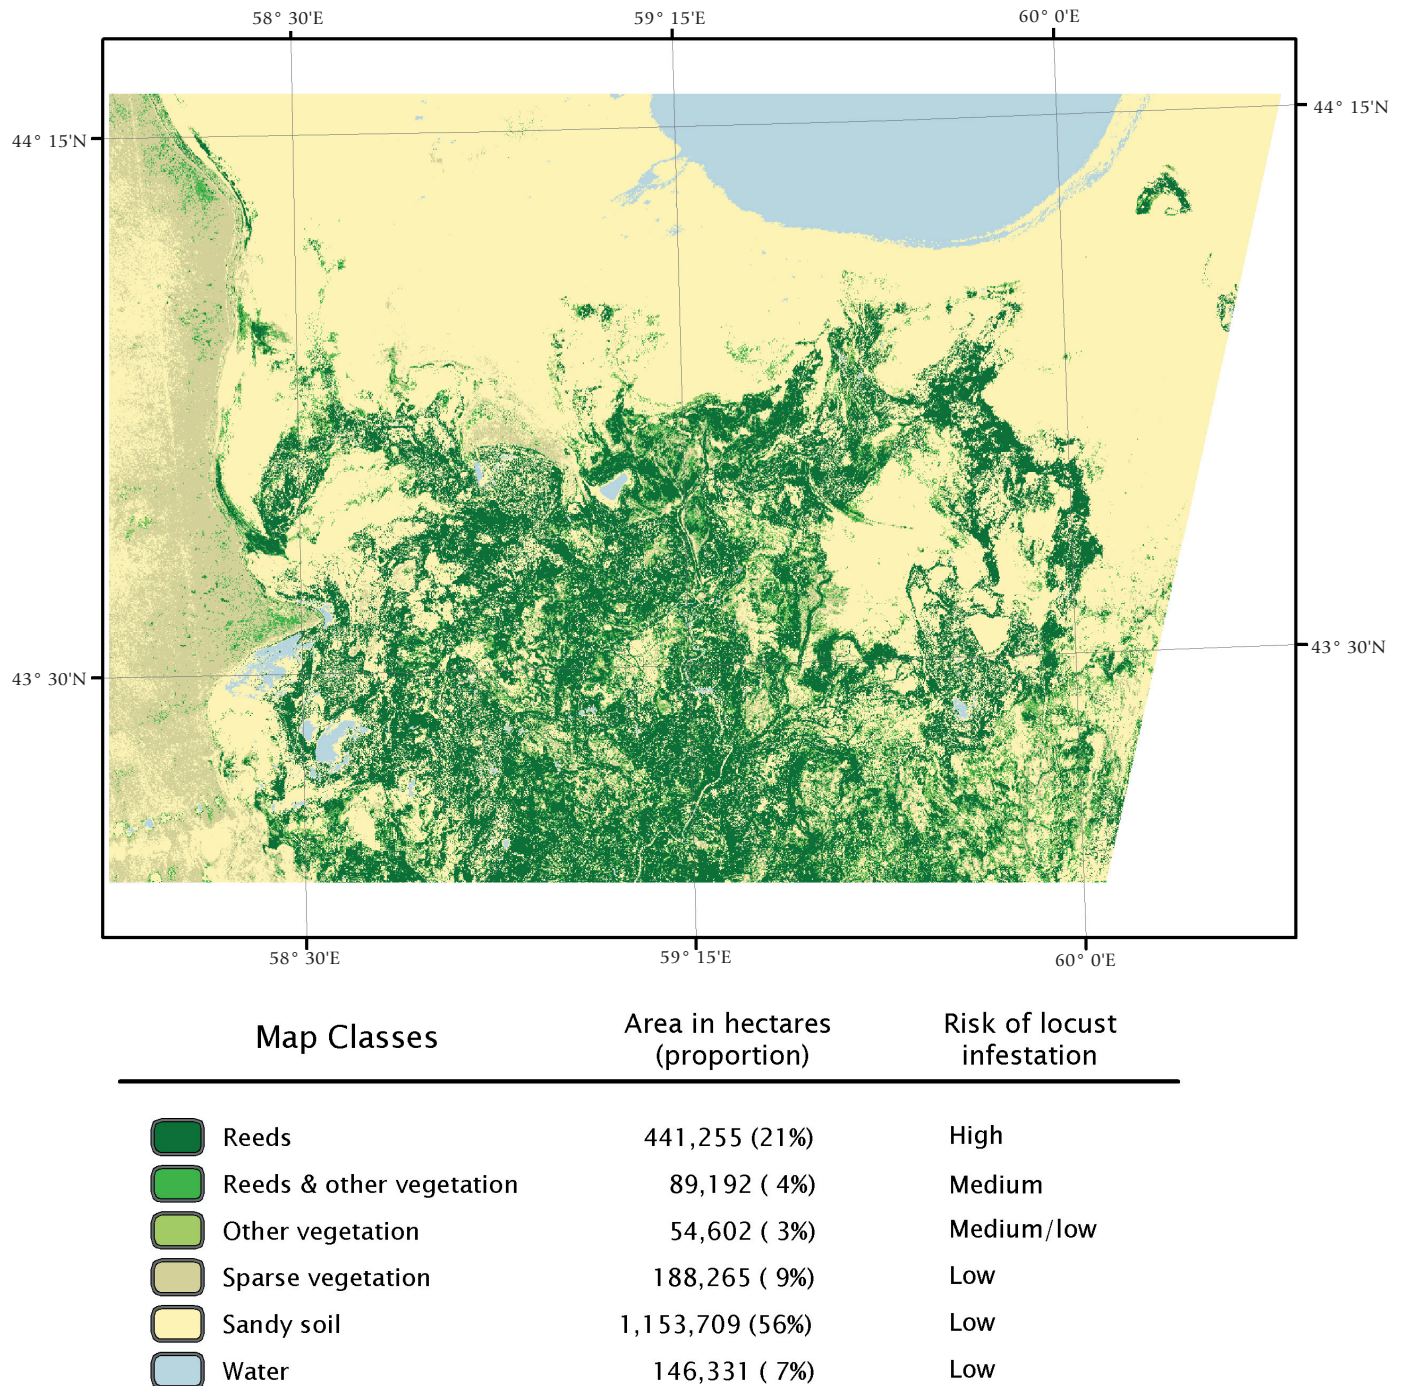 58° 30'E 59° 15'E 60° 0'E
44° 15'N 44° 15'N
43° 30'N 43° 30'N
58° 30'E 59° 15'E 60° 0'E
Map Classes Area in hectares (proportion) Risk of locust infestation
Reeds 441,255 (21%) High
Reeds & other vegetation 89,192 ( 4%) Medium
Other vegetation 54,602 ( 3%) Medium/low
Sparse vegetation 188,265 ( 9%) Low
Sandy soil 1,153,709 (56%) Low
Water 146,331 ( 7%) Low